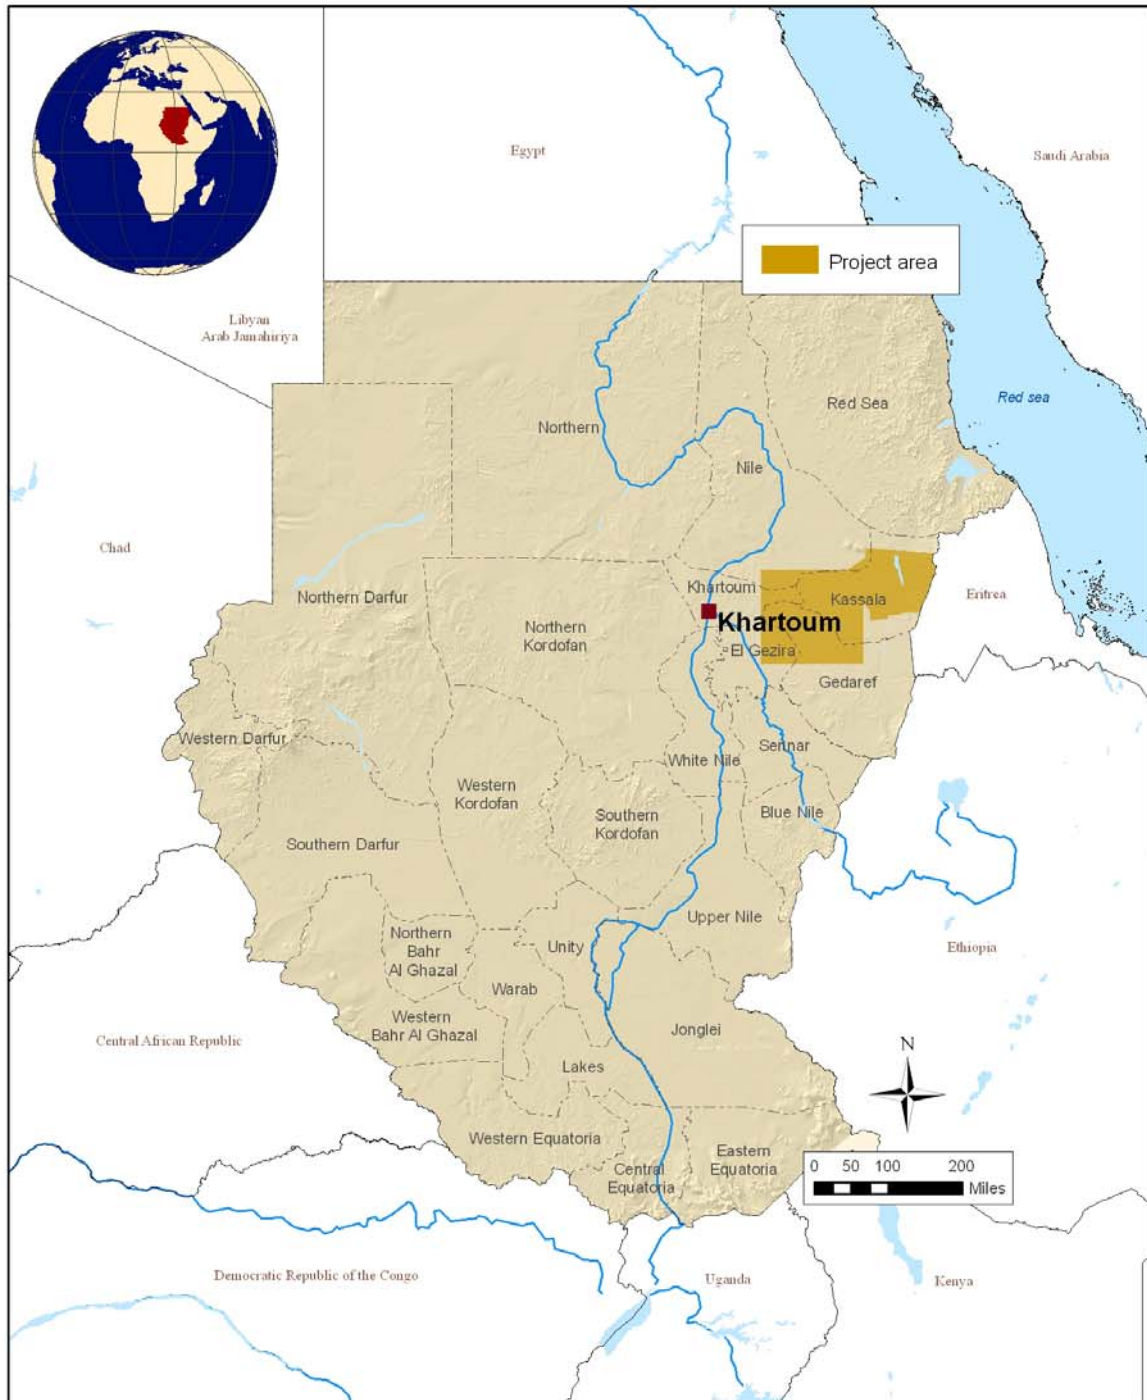 Egypt
Saudi Arabia
Project area
Libyan
Arab Jamahiriya
Red Sea
Red sea
Northern
Nile
Chad
Khartoum
Kassala
Eritrea
Northern Darfur
Khartoum
Northern
Kordofan
El Gezira
Gedaref
Western Darfur
White Nile
Sennar
Western
Kordofan
Southern
Kordofan
Blue Nile
Southern Darfur
Upper Nile
Northern
Bahr
Al Ghazal
Unity
Ethiopia
Warab
Western
Bahr Al Ghazal
Jonglei
Central African Republic
N
Lakes
Western Equatoria
Eastern
Equatoria
Central
Equatoria
0 50 100 200
Miles
Democratic Republic of the Congo
Uganda
Kenya